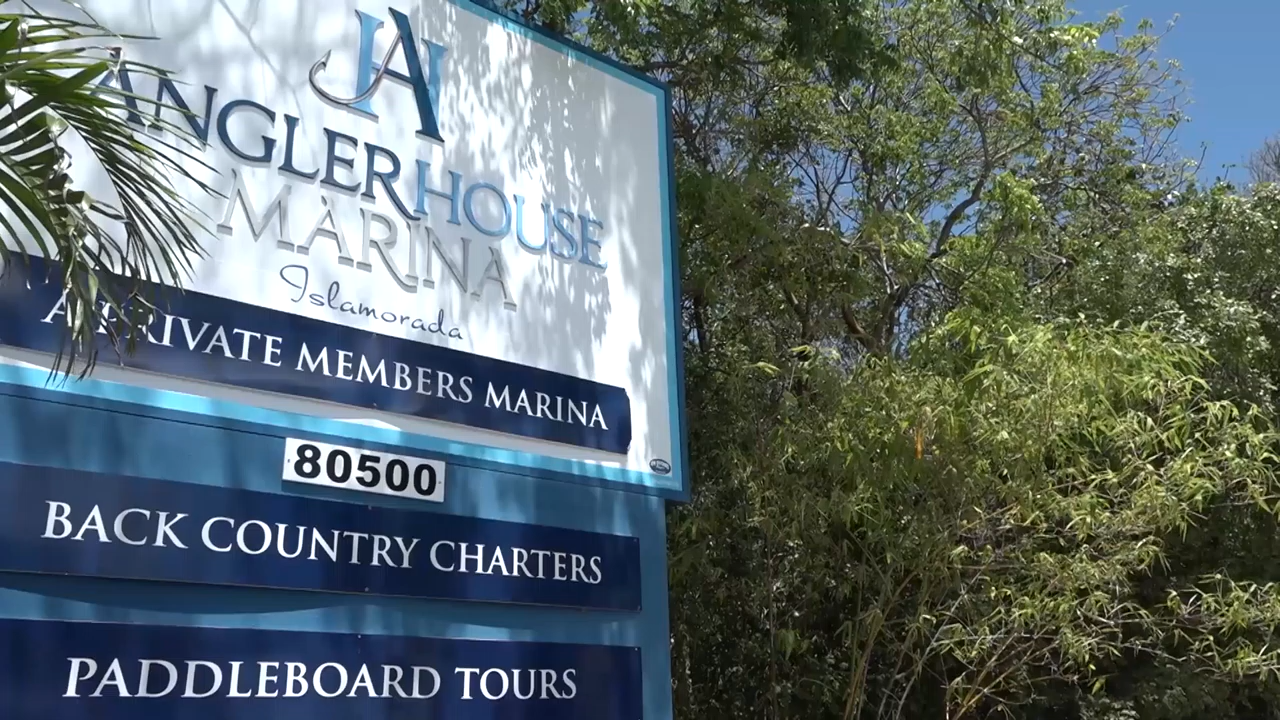 AH
ANGLERHOUSE
MARINA
Islamorada
A PRIVATE MEMBERS MARINA
80500
BACK COUNTRY CHARTERS
PADDLEBOARD TOURS